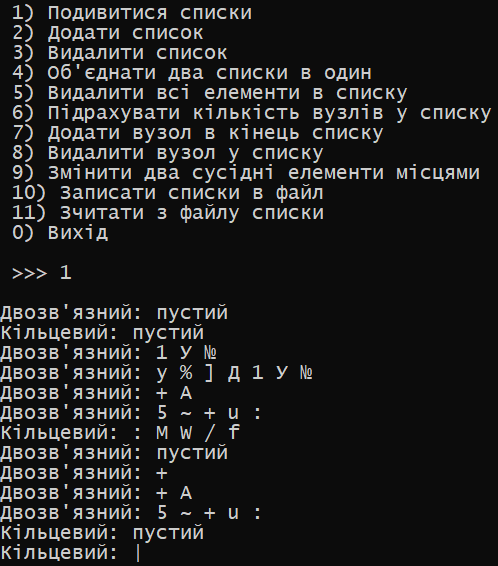 1) Подивитися списки
2) Додати список
3) Видалити список
4) Об'єднати два списки в один
5) Видалити всі елементи в списку
6) Підрахувати кількість вузлів у списку
7) Додати вузол в кінець списку
8) Видалити вузол у списку
9) Змінити два сусідні елементи місцями
10) Записати списки в файл
11) Зчитати з файлу списки
0) Вихід
>>> 1
Двозв'язний: пустий
Кільцевий: пустий
Двозв'язний: 1 У №
Двозв'язний: у % ] Д 1 У №
Двозв'язний: + А
Двозв'язний: 5 ~ + u :
Кільцевий: : М W / f
Двозв'язний: пустий
Двозв'язний: +
Двозв'язний: + А
Двозв'язний: 5 ~ + u :
Кільцевий: пустий
Кільцевий: |